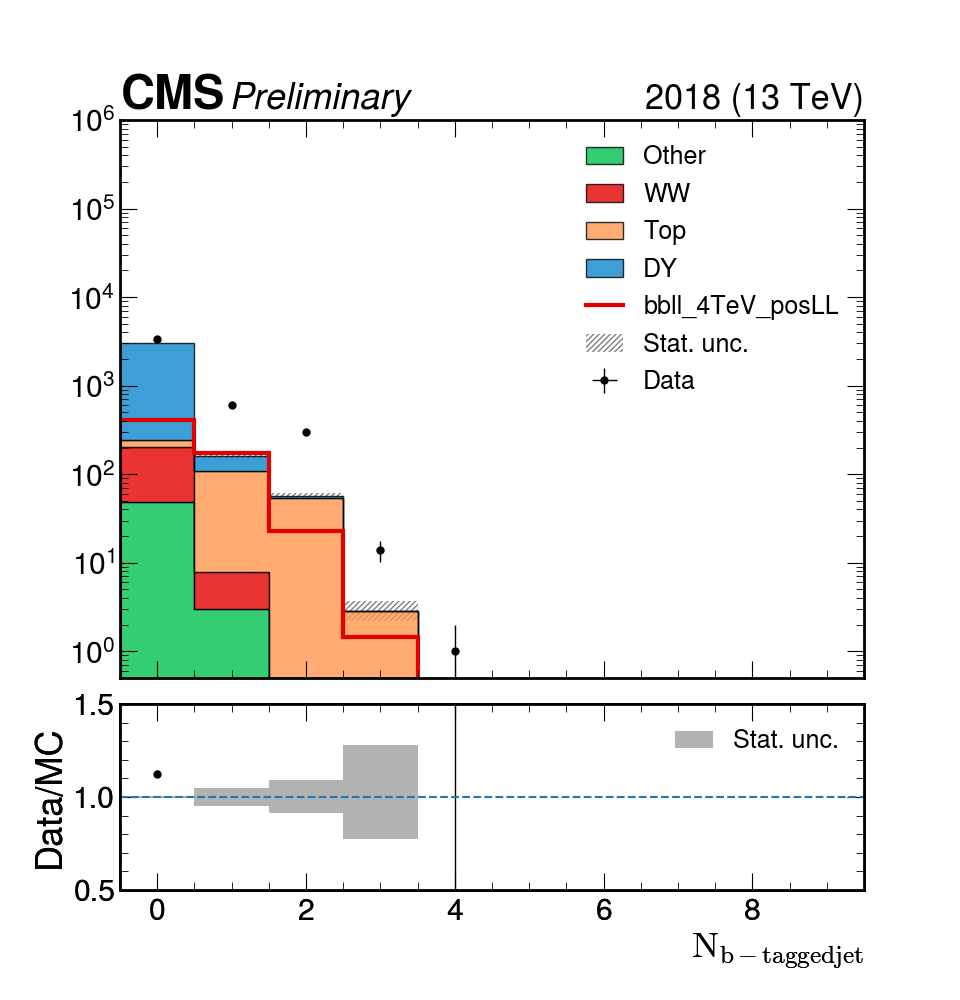 CMS Preliminary 2018 (13 TeV)
10^6
10^5
10^4
10^3
10^2
10^1
10^0
Other
WW
Top
DY
bbll_4TeV_posLL
Stat. unc.
Data
Data/MC
1.5
1.0
0.5
Stat. unc.
0 2 4 6 8
N_{b-taggedjet}